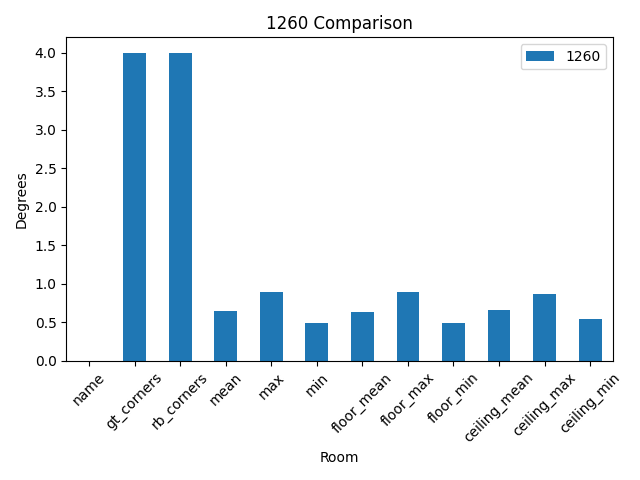 1260 Comparison
1260
Degrees
4.0
3.5
3.0
2.5
2.0
1.5
1.0
0.5
0.0
name
gt_corners
rb_corners
mean
max
min
floor_mean
floor_max
floor_min
ceiling_mean
ceiling_max
ceiling_min
Room